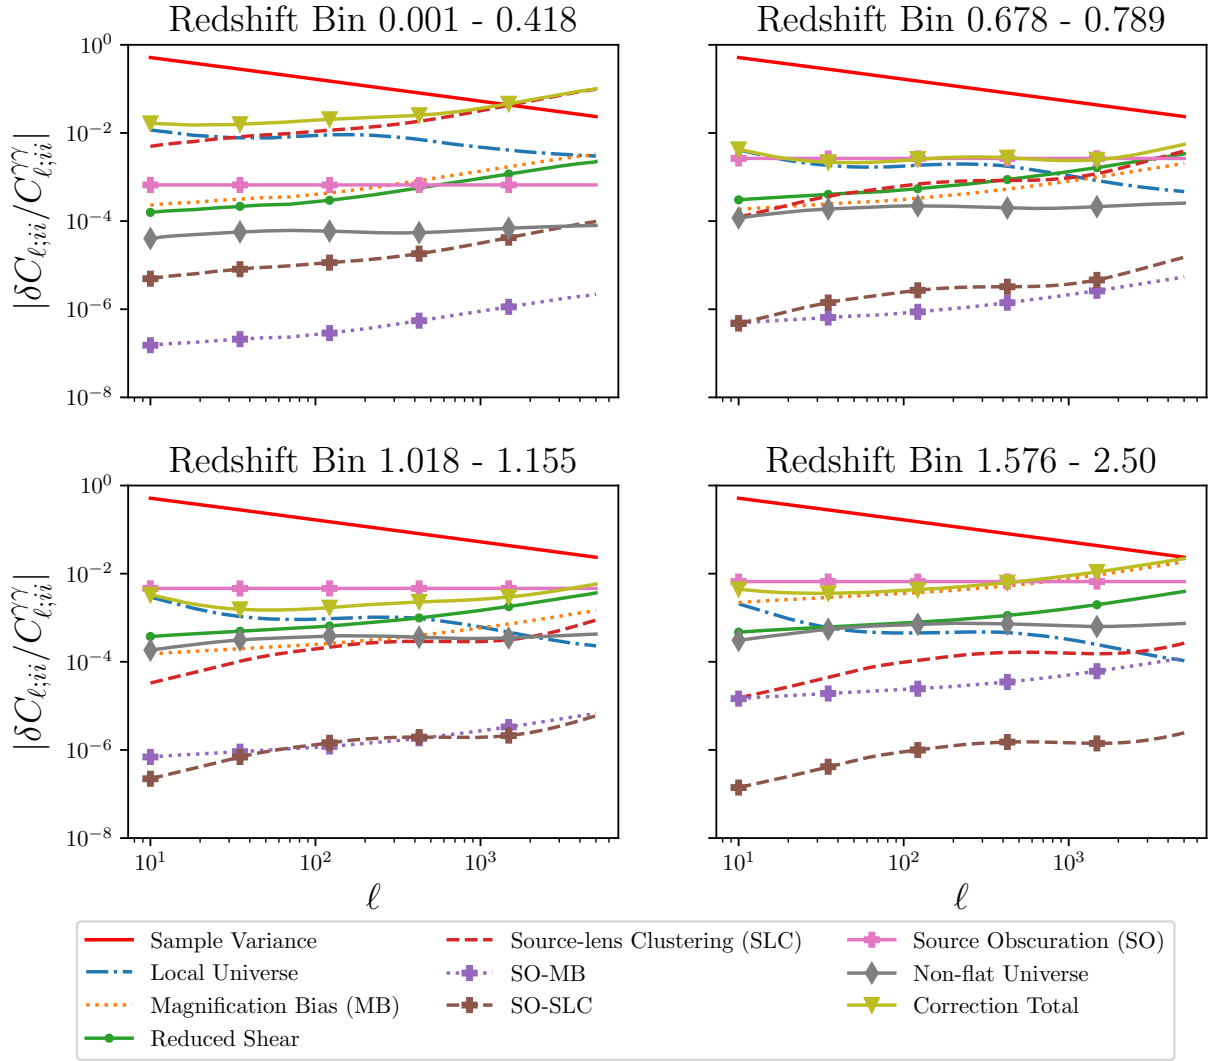 Redshift Bin 0.001 - 0.418
Redshift Bin 0.678 - 0.789
|δC_{ℓ;ii}/C^{γγ}_{ℓ;ii}|
10^0
10^{−2}
10^{−4}
10^{−6}
10^{−8}
Redshift Bin 1.018 - 1.155
Redshift Bin 1.576 - 2.50
|δC_{ℓ;ii}/C^{γγ}_{ℓ;ii}|
10^0
10^{−2}
10^{−4}
10^{−6}
10^{−8}
10^1 10^2 10^3
10^1 10^2 10^3
ℓ
ℓ
Sample Variance
Local Universe
Magnification Bias (MB)
Reduced Shear
Source-lens Clustering (SLC)
SO-MB
SO-SLC
Source Obscuration (SO)
Non-flat Universe
Correction Total